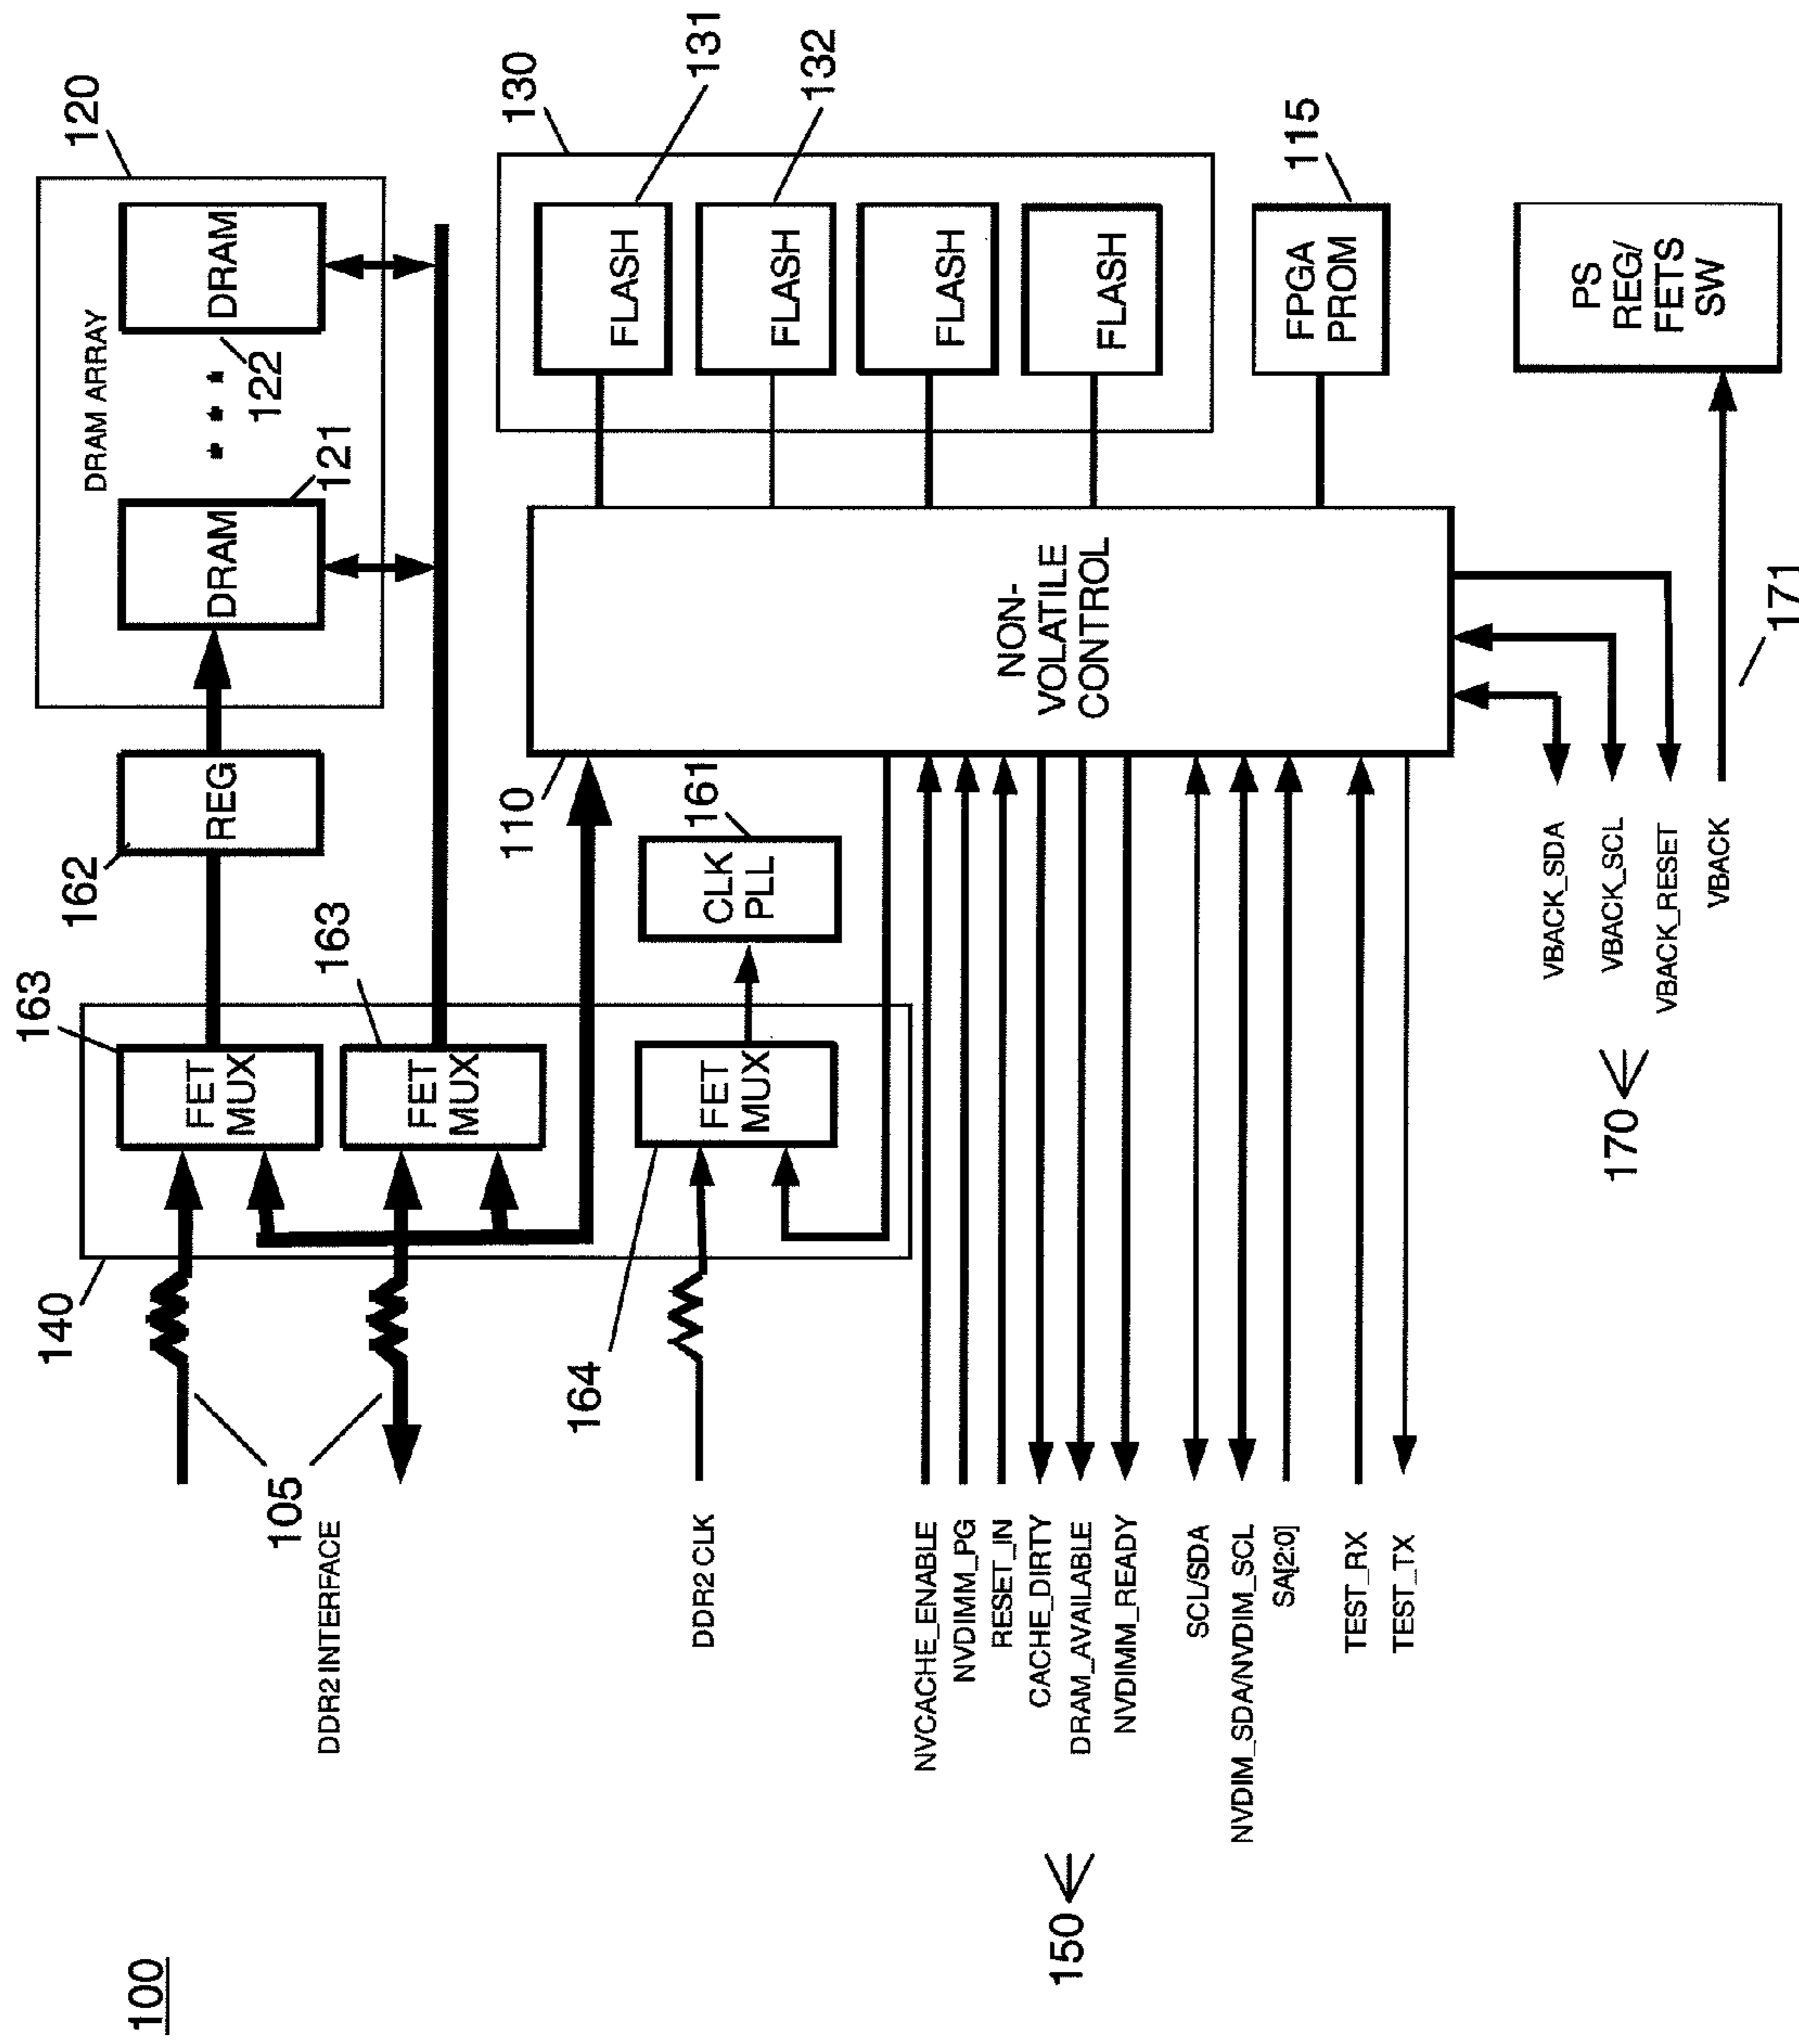 100
DDR2 INTERFACE
105
140
163
FET
MUX
162
REG
DRAM ARRAY
120
DRAM
121
DRAM
122
163
FET
MUX
DDR2 CLK
164
FET
MUX
161
CLK
PLL
110
NON-
VOLATILE
CONTROL
130
FLASH
131
FLASH
132
FLASH
FLASH
FPGA
PROM
115
PS
REG/
FETS
SW
150
NVCACHE_ENABLE
NVDIMM_PG
RESET_IN
CACHE_DIRTY
DRAM_AVAILABLE
NVDIMM_READY
SCL/SDA
NVDIM_SDA/NVDIM_SCL
SA[2:0]
TEST_RX
TEST_TX
170
VBACK_SDA
VBACK_SCL
VBACK_RESET
VBACK
171